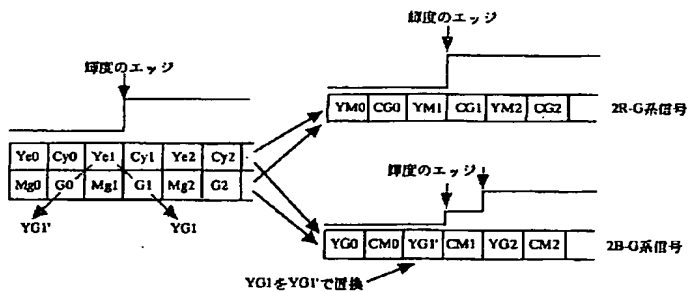 輝度のエッジ
輝度のエッジ
YM0 CG0 YM1 CG1 YM2 CG2
2R-G系信号
Ye0 Cy0 Ye1 Cy1 Ye2 Cy2
Mg0 G0 Mg1 G1 Mg2 G2
YG1' YG1
輝度のエッジ
YG0 CM0 YG1' CM1 YG2 CM2
2B-G系信号
YG1をYG1'で置換